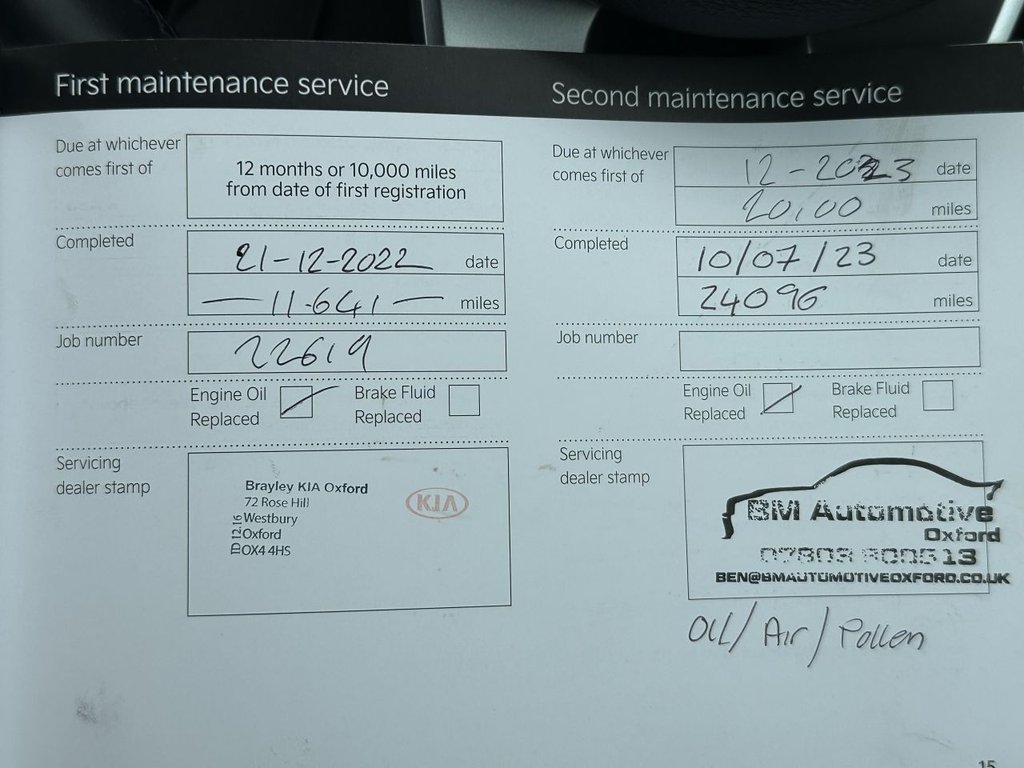 First maintenance service
Due at whichever
comes first of
12 months or 10,000 miles
from date of first registration
Completed
21-12-2022 date
11-641 miles
Job number
22619
Engine Oil
Replaced
Brake Fluid
Replaced
Servicing
dealer stamp
Brayley KIA Oxford
72 Rose Hill
Westbury
Oxford
OX4 4HS
KIA
Second maintenance service
Due at whichever
comes first of
12-2023 date
20,00 miles
Completed
10/07/23 date
24096 miles
Job number
Engine Oil
Replaced
Brake Fluid
Replaced
Servicing
dealer stamp
BM Automotive
Oxford
BEN@BMAUTOMOTIVEOXFORD.CO.UK
OIL/Air/Pollen
15